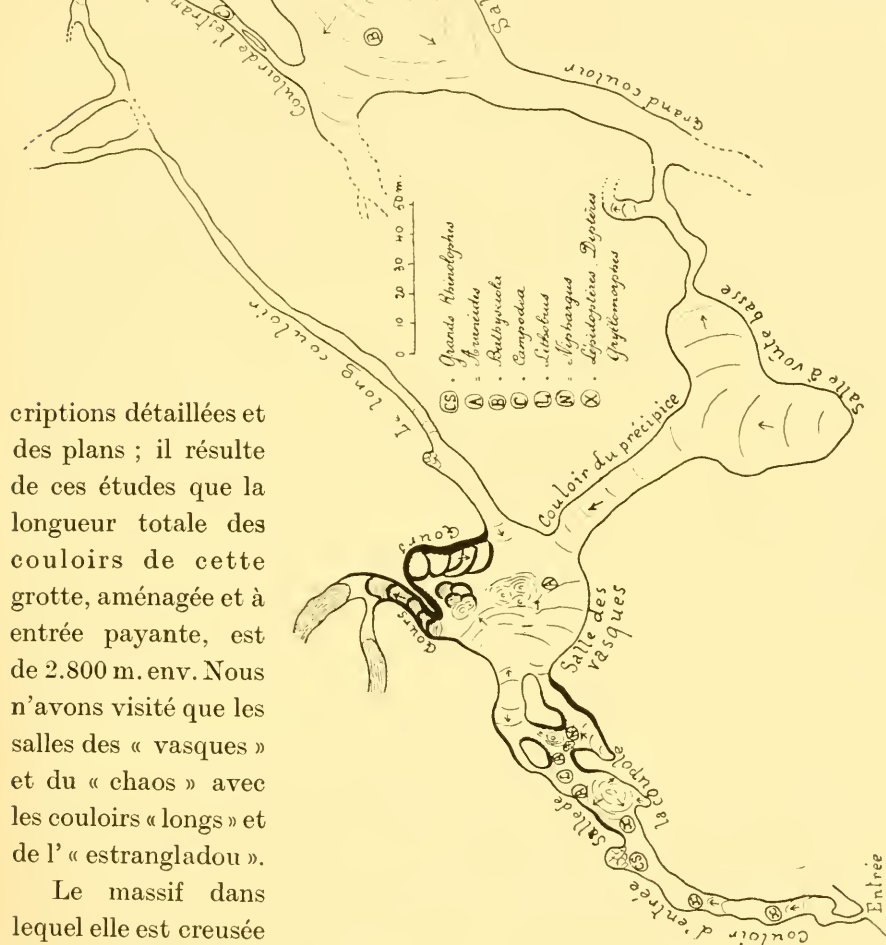 Couloir de l'estran
Sal
Grand couloir
B
C
Le long couloir
0 10 20 30 40 50 m.
CS . Grands Rhinolophes
A = Araneides
B . Bathysciola
C . Campodea
L . Lithobius
N = Niphargus
X . Lépidoptères . Diptères
Gryllomorphes
Salle à voûte basse
Couloir du précipice
Gours
Gours
A
Salle des
vasques
Salle de
la coupole
CS
Couloir d'entrée
X
X
Entrée
criptions détaillées et
des plans ; il résulte
de ces études que la
longueur totale des
couloirs de cette
grotte, aménagée et à
entrée payante, est
de 2.800 m. env. Nous
n'avons visité que les
salles des « vasques »
et du « chaos » avec
les couloirs « longs » et
de l' « estrangladou ».
Le massif dans
lequel elle est creusée